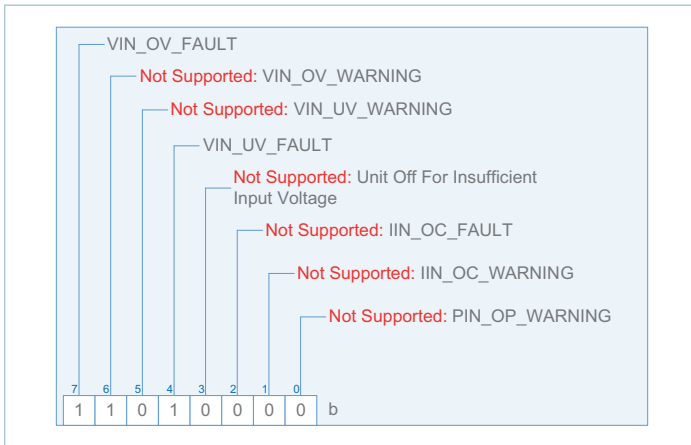 VIN_OV_FAULT
Not Supported: VIN_OV_WARNING
Not Supported: VIN_UV_WARNING
VIN_UV_FAULT
Not Supported: Unit Off For Insufficient
Input Voltage
Not Supported: IIN_OC_FAULT
Not Supported: IIN_OC_WARNING
Not Supported: PIN_OP_WARNING
7 6 5 4 3 2 1 0
1 1 0 1 0 0 0 0 b